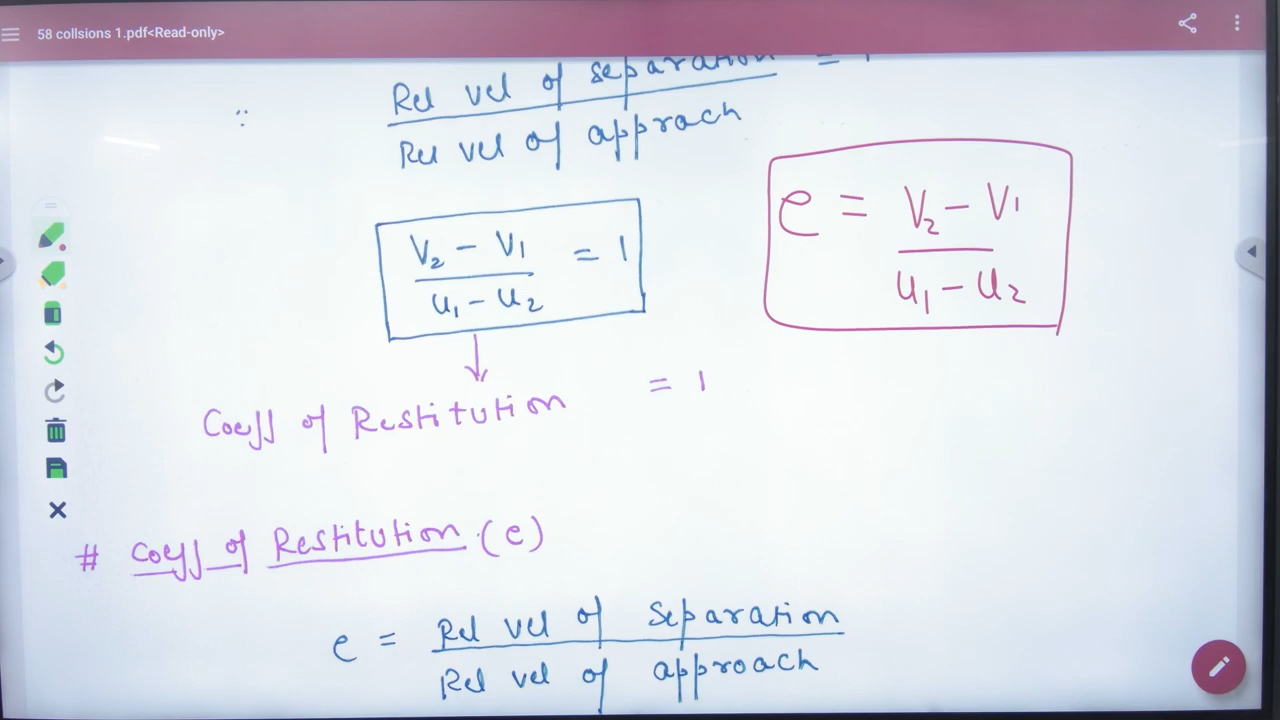 58 collsions 1.pdf<Read-only>
∵ Rel vel of separation / Rel vel of approach = 1
V₂ - V₁ / u₁ - u₂ = 1
e = V₂ - V₁ / u₁ - u₂
Coeff of Restitution = 1
# Coeff of Restitution (e)
e = Rel vel of Separation / Rel vel of approach